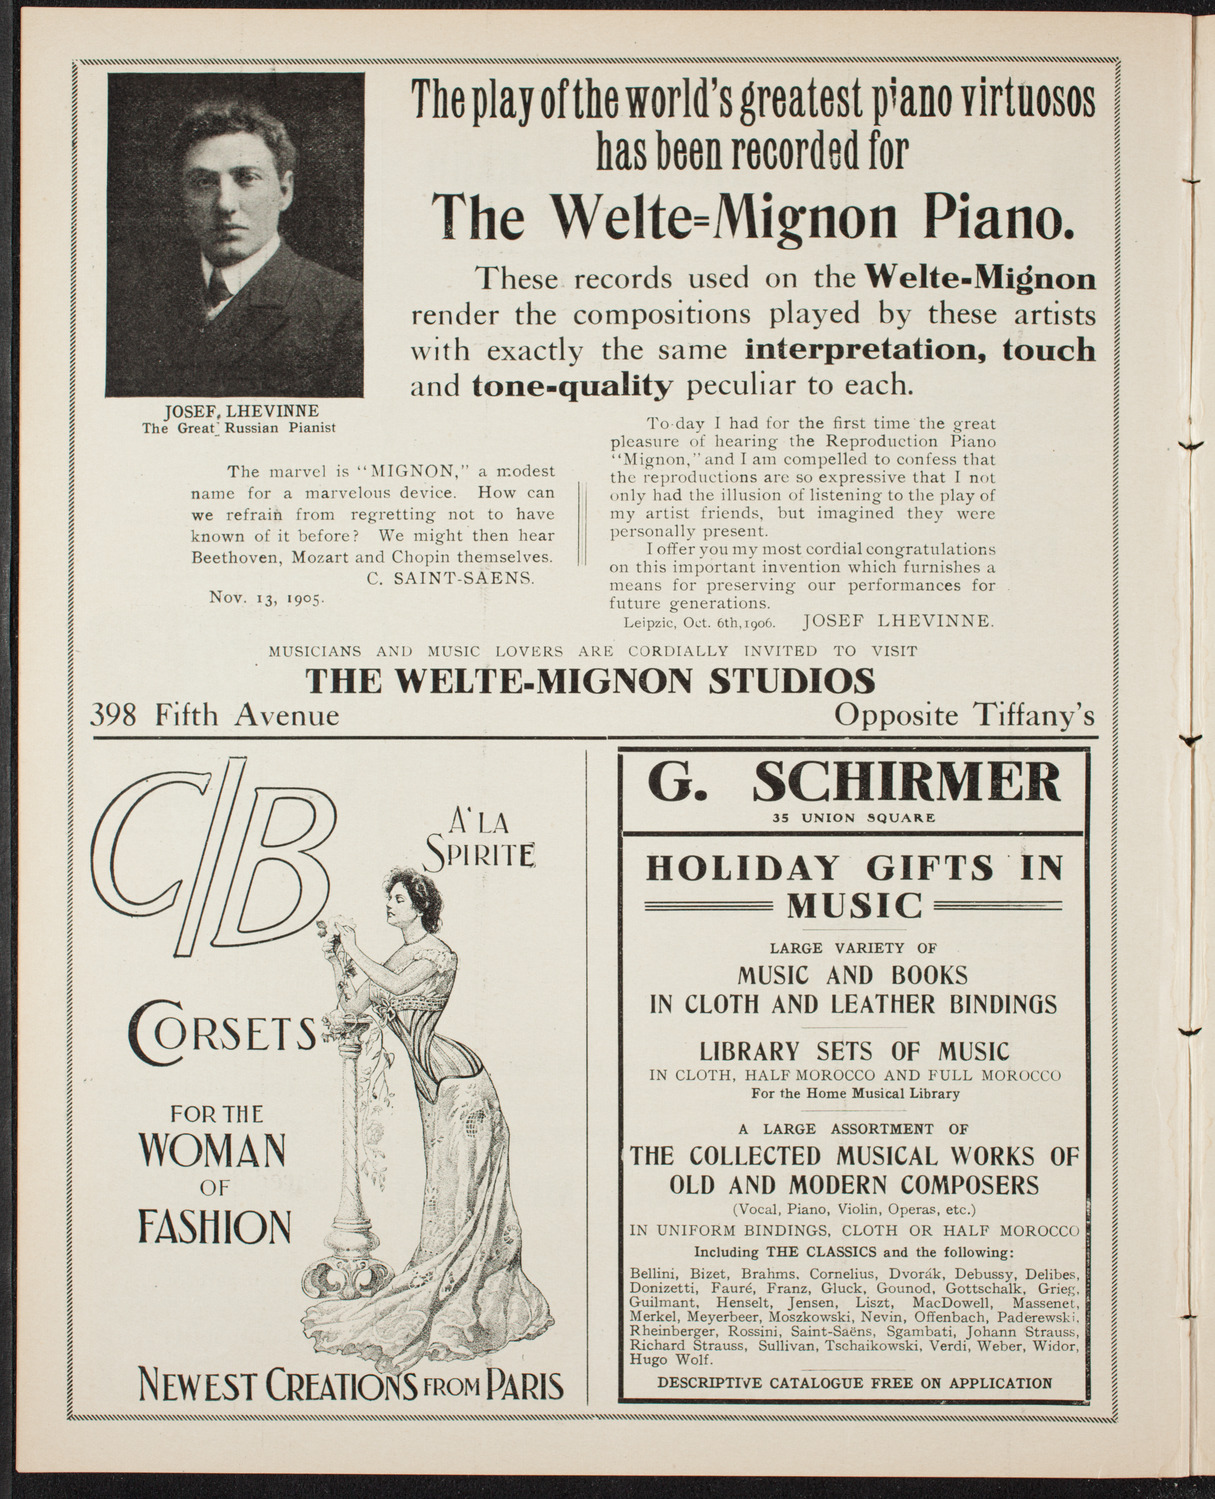 The play of the world's greatest piano virtuosos
has been recorded for
The Welte=Mignon Piano.
These records used on the Welte-Mignon
render the compositions played by these artists
with exactly the same interpretation, touch
and tone-quality peculiar to each.
JOSEF, LHEVINNE
The Great Russian Pianist
The marvel is "MIGNON," a modest
name for a marvelous device. How can
we refrain from regretting not to have
known of it before? We might then hear
Beethoven, Mozart and Chopin themselves.
C. SAINT-SAENS.
Nov. 13, 1905.
To-day I had for the first time the great
pleasure of hearing the Reproduction Piano
"Mignon," and I am compelled to confess that
the reproductions are so expressive that I not
only had the illusion of listening to the play of
my artist friends, but imagined they were
personally present.
I offer you my most cordial congratulations
on this important invention which furnishes a
means for preserving our performances for
future generations.
Leipzic, Oct. 6th, 1906. JOSEF LHEVINNE.
MUSICIANS AND MUSIC LOVERS ARE CORDIALLY INVITED TO VISIT
THE WELTE-MIGNON STUDIOS
398 Fifth Avenue Opposite Tiffany's
C/B
A' LA
SPIRITE
CORSETS
FOR THE
WOMAN
OF
FASHION
NEWEST CREATIONS FROM PARIS
G. SCHIRMER
35 UNION SQUARE
HOLIDAY GIFTS IN
MUSIC
LARGE VARIETY OF
MUSIC AND BOOKS
IN CLOTH AND LEATHER BINDINGS
LIBRARY SETS OF MUSIC
IN CLOTH, HALF MOROCCO AND FULL MOROCCO
For the Home Musical Library
A LARGE ASSORTMENT OF
THE COLLECTED MUSICAL WORKS OF
OLD AND MODERN COMPOSERS
(Vocal, Piano, Violin, Operas, etc.)
IN UNIFORM BINDINGS, CLOTH OR HALF MOROCCO
Including THE CLASSICS and the following:
Bellini, Bizet, Brahms, Cornelius, Dvorák, Debussy, Delibes,
Donizetti, Fauré, Franz, Gluck, Gounod, Gottschalk, Grieg,
Guilmant, Henselt, Jensen, Liszt, MacDowell, Massenet,
Merkel, Meyerbeer, Moszkowski, Nevin, Offenbach, Paderewski,
Rheinberger, Rossini, Saint-Saëns, Sgambati, Johann Strauss,
Richard Strauss, Sullivan, Tschaikowski, Verdi, Weber, Widor,
Hugo Wolf.
DESCRIPTIVE CATALOGUE FREE ON APPLICATION